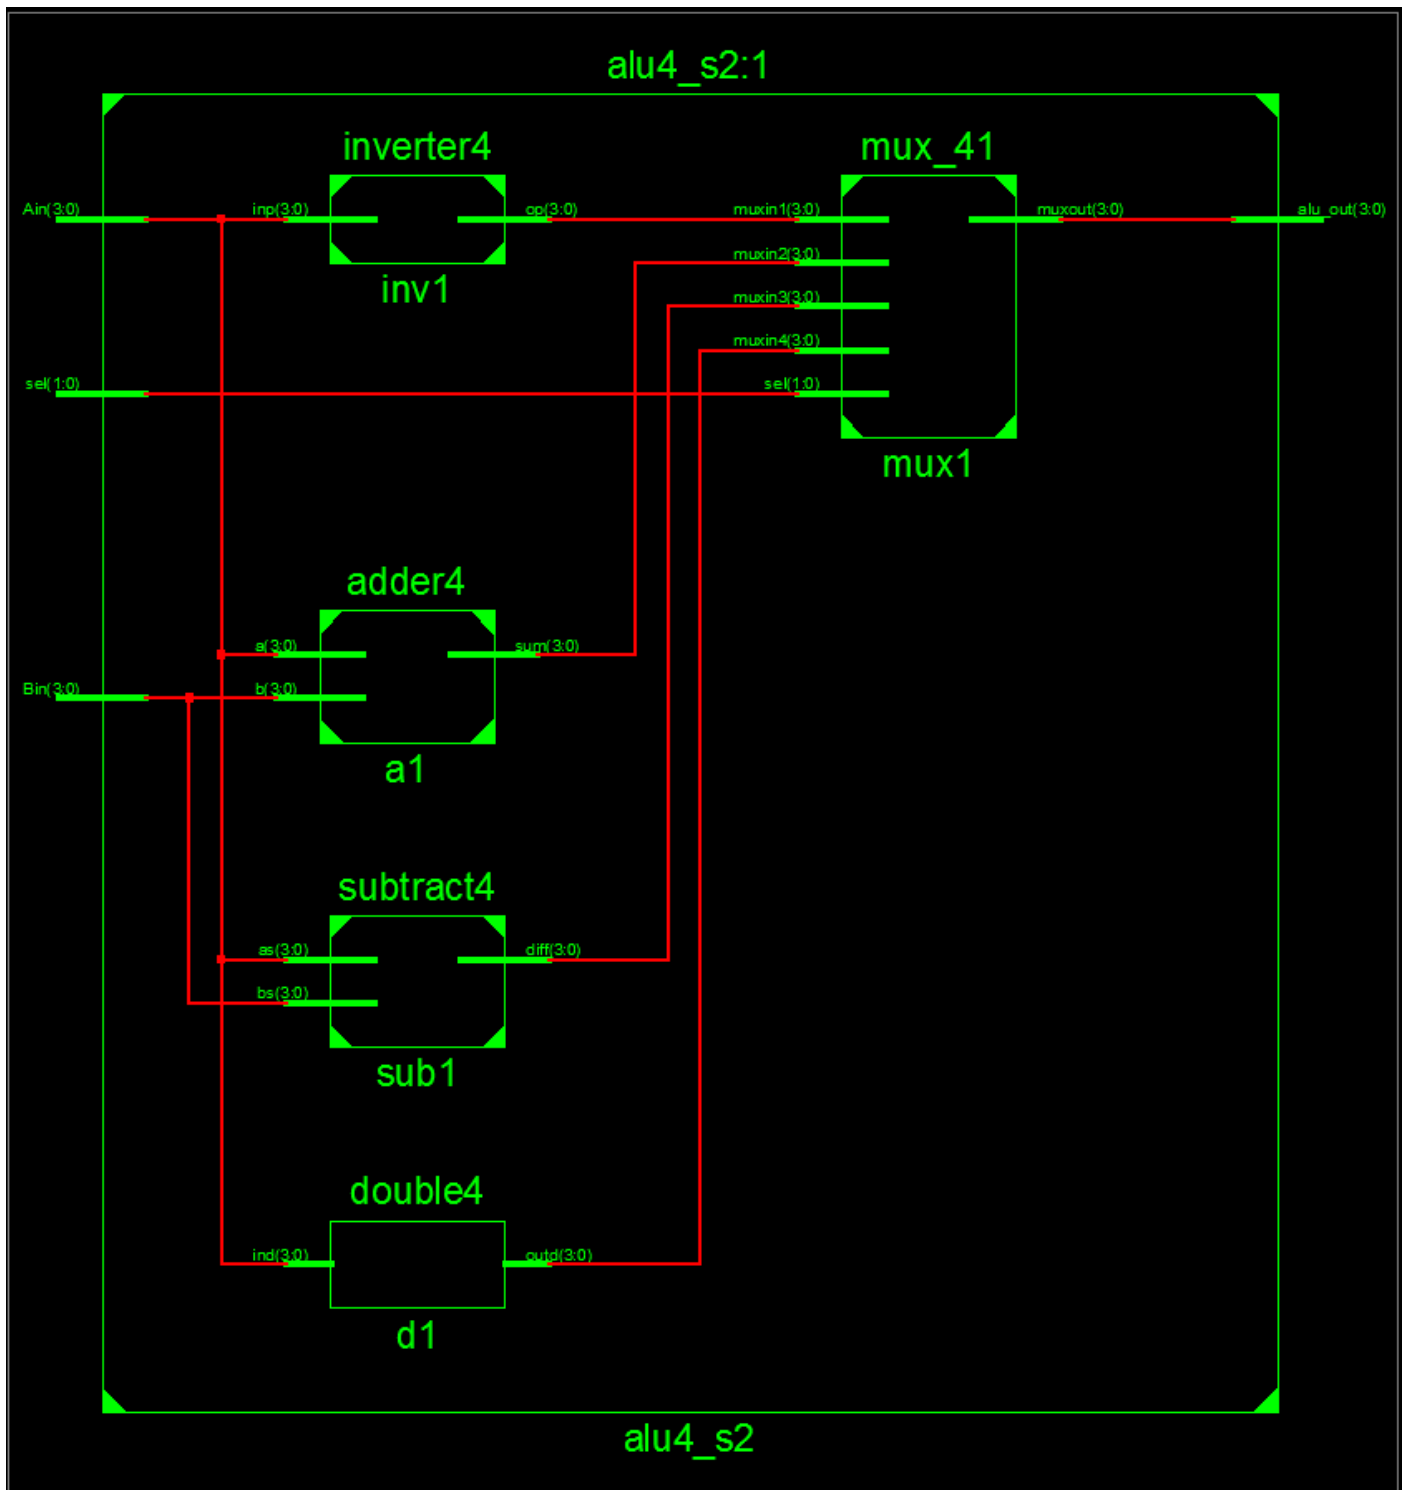 alu4_s2:1
inverter4
mux_41
Ain(3:0)
inp(3:0)
op(3:0)
muxin1(3:0)
muxout(3:0)
alu_out(3:0)
muxin2(3:0)
inv1
muxin3(3:0)
muxin4(3:0)
sel(1:0)
sel(1:0)
mux1
adder4
a(3:0)
sum(3:0)
Bin(3:0)
b(3:0)
a1
subtract4
as(3:0)
diff(3:0)
bs(3:0)
sub1
double4
ind(3:0)
outd(3:0)
d1
alu4_s2